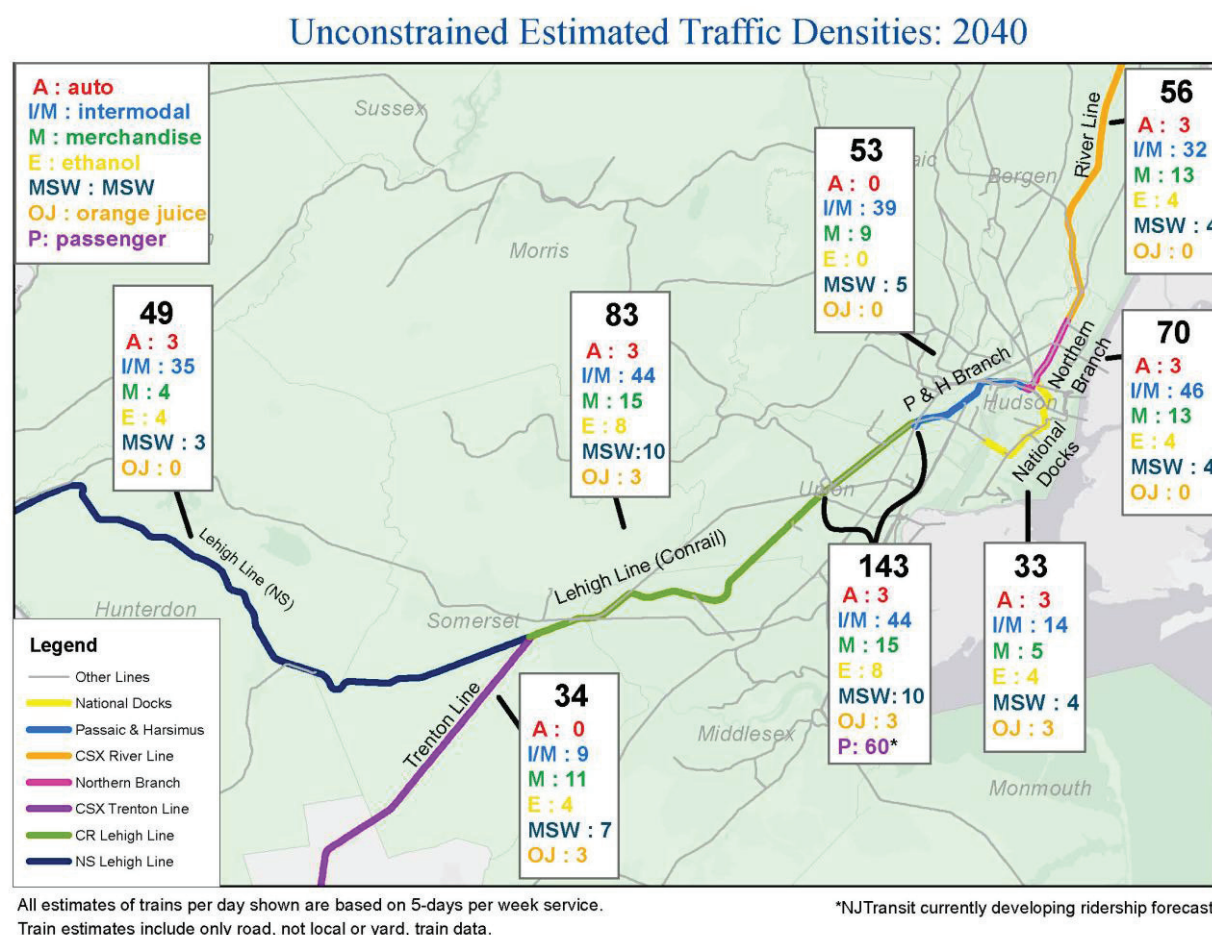 Unconstrained Estimated Traffic Densities: 2040
A : auto
I/M : intermodal
M : merchandise
E : ethanol
MSW : MSW
OJ : orange juice
P: passenger
Sussex
Morris
Bergen
River Line
56
A : 3
I/M : 32
M : 13
E : 4
MSW : 4
OJ : 0
53
A : 0
I/M : 39
M : 9
E : 0
MSW : 5
OJ : 0
49
A : 3
I/M : 35
M : 4
E : 4
MSW : 3
OJ : 0
83
A : 3
I/M : 44
M : 15
E : 8
MSW:10
OJ : 3
70
A : 3
I/M : 46
M : 13
E : 4
MSW : 4
OJ : 0
P & H Branch
Northern
Branch
Hudson
National
Docks
Union
Lehigh Line (NS)
Lehigh Line (Conrail)
Hunterdon
Somerset
Trenton Line
Middlesex
Monmouth
143
A : 3
I/M : 44
M : 15
E : 8
MSW: 10
OJ : 3
P: 60*
33
A : 3
I/M : 14
M : 5
E : 4
MSW : 4
OJ : 3
34
A : 0
I/M : 9
M : 11
E : 4
MSW : 7
OJ : 3
Legend
Other Lines
National Docks
Passaic & Harsimus
CSX River Line
Northern Branch
CSX Trenton Line
CR Lehigh Line
NS Lehigh Line
All estimates of trains per day shown are based on 5-days per week service.
Train estimates include only road, not local or yard, train data.
*NJTransit currently developing ridership forecast